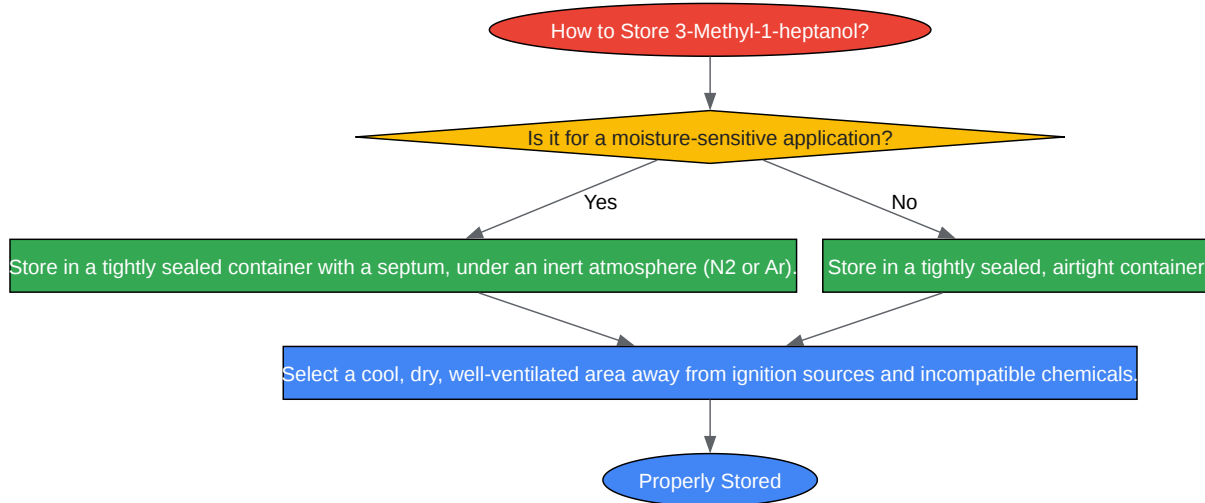 How to Store 3-Methyl-1-heptanol?
Is it for a moisture-sensitive application?
Yes
No
Store in a tightly sealed container with a septum, under an inert atmosphere (N2 or Ar).
Store in a tightly sealed, airtight container
Select a cool, dry, well-ventilated area away from ignition sources and incompatible chemicals.
Properly Stored